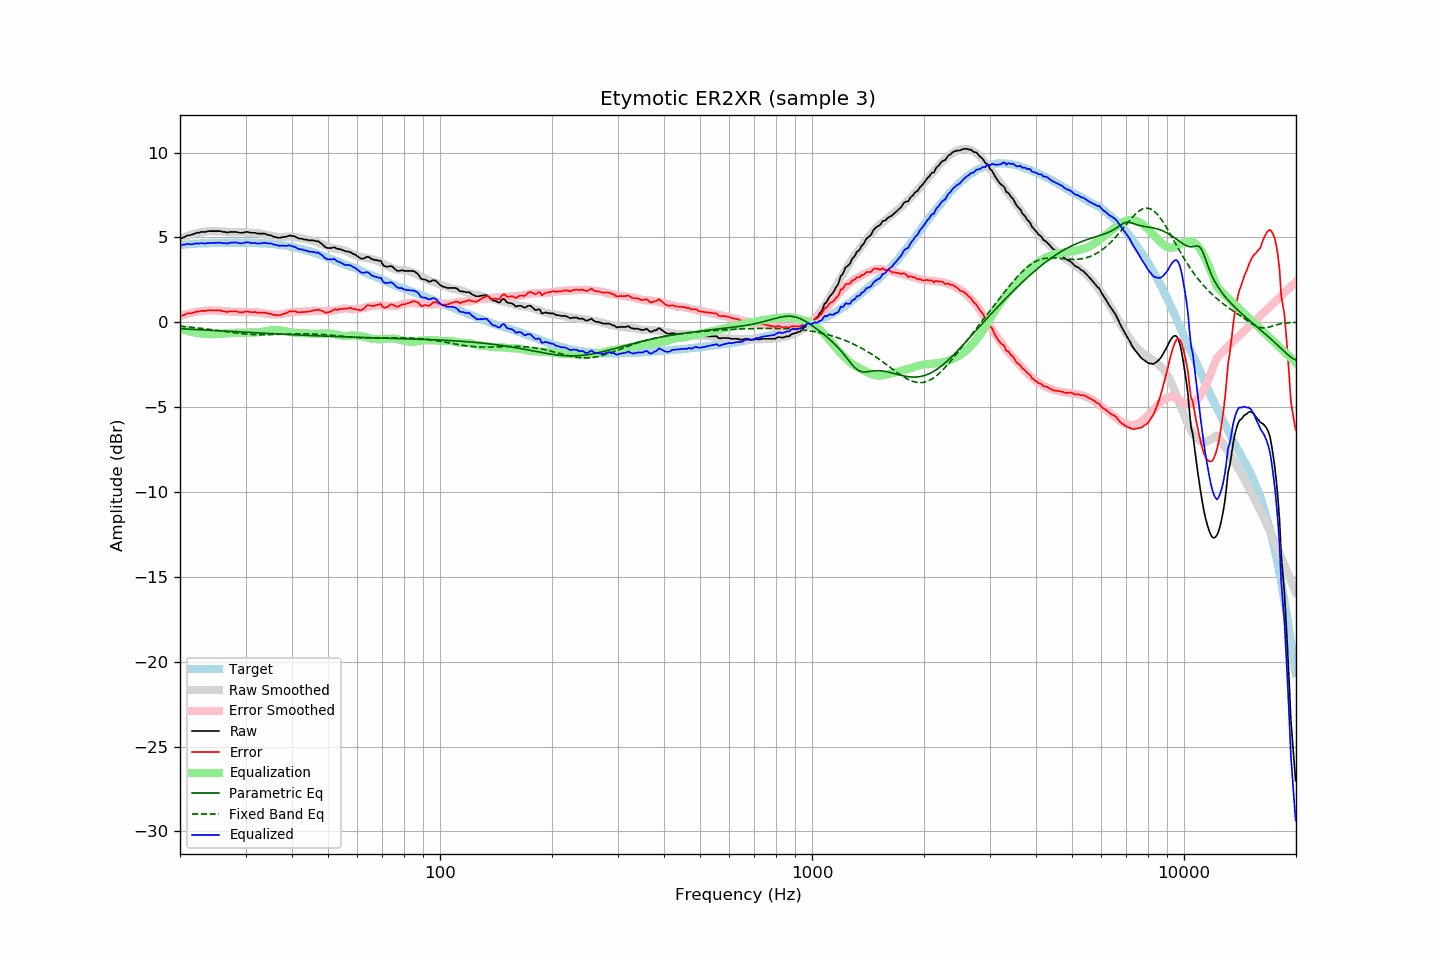 Etymotic ER2XR (sample 3)
10
5
0
−5
−10
−15
−20
−25
−30
Amplitude (dBr)
Target
Raw Smoothed
Error Smoothed
Raw
Error
Equalization
Parametric Eq
Fixed Band Eq
Equalized
100
1000
10000
Frequency (Hz)